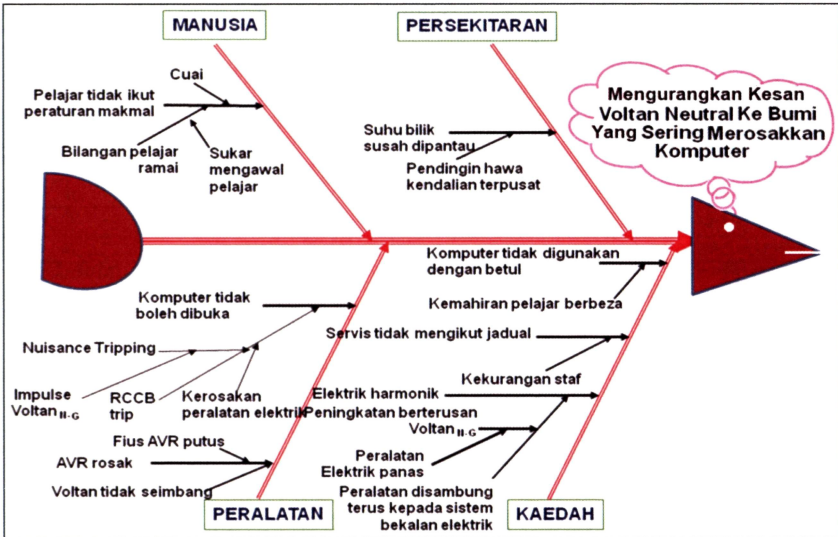 MANUSIA
PERSEKITARAN
Cuai
Pelajar tidak ikut
peraturan makmal
Bilangan pelajar
ramai
Sukar
mengawal
pelajar
Suhu bilik
susah dipantau
Pendingin hawa
kendalian terpusat
Mengurangkan Kesan
Voltan Neutral Ke Bumi
Yang Sering Merosakkan
Komputer
Komputer tidak
boleh dibuka
Nuisance Tripping
Impulse
Voltan N-G
RCCB
trip
Kerosakan
peralatan elektrik
Fius AVR putus
AVR rosak
Voltan tidak seimbang
PERALATAN
Komputer tidak digunakan
dengan betul
Kemahiran pelajar berbeza
Servis tidak mengikut jadual
Kekurangan staf
Elektrik harmonik
Peningkatan berterusan
Voltan N-G
Peralatan
Elektrik panas
Peralatan disambung
terus kepada sistem
bekalan elektrik
KAEDAH